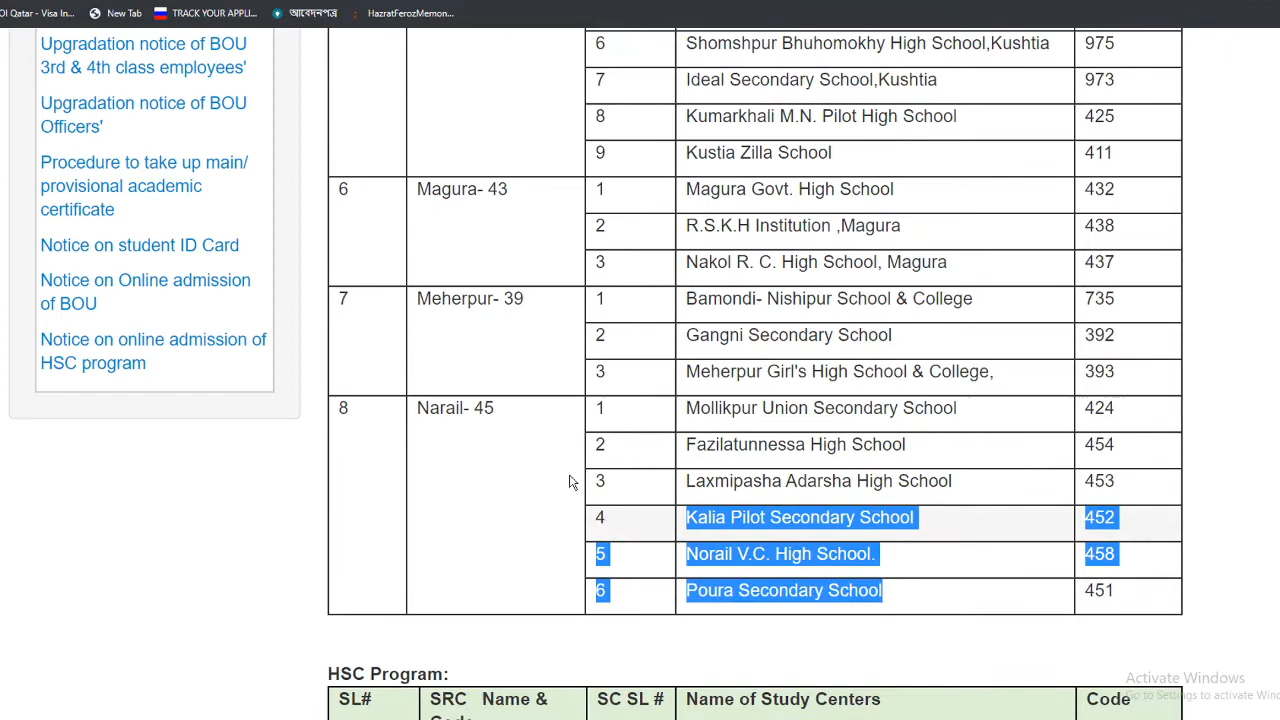 OI Qatar - Visa In... New Tab TRACK YOUR APPLI... আবেদনপত্র HazratFerozMemon...
Upgradation notice of BOU
3rd & 4th class employees'
Upgradation notice of BOU
Officers'
Procedure to take up main/
provisional academic
certificate
Notice on student ID Card
Notice on Online admission
of BOU
Notice on online admission of
HSC program
6 Shomshpur Bhuhomokhy High School,Kushtia 975
7 Ideal Secondary School,Kushtia 973
8 Kumarkhali M.N. Pilot High School 425
9 Kustia Zilla School 411
6 Magura- 43 1 Magura Govt. High School 432
2 R.S.K.H Institution ,Magura 438
3 Nakol R. C. High School, Magura 437
7 Meherpur- 39 1 Bamondi- Nishipur School & College 735
2 Gangni Secondary School 392
3 Meherpur Girl's High School & College, 393
8 Narail- 45 1 Mollikpur Union Secondary School 424
2 Fazilatunnessa High School 454
3 Laxmipasha Adarsha High School 453
4 Kalia Pilot Secondary School 452
5 Norail V.C. High School. 458
6 Poura Secondary School 451
HSC Program:
SL# SRC Name & SC SL # Name of Study Centers Code
Code
Activate Windows
Go to Settings to activate Wind